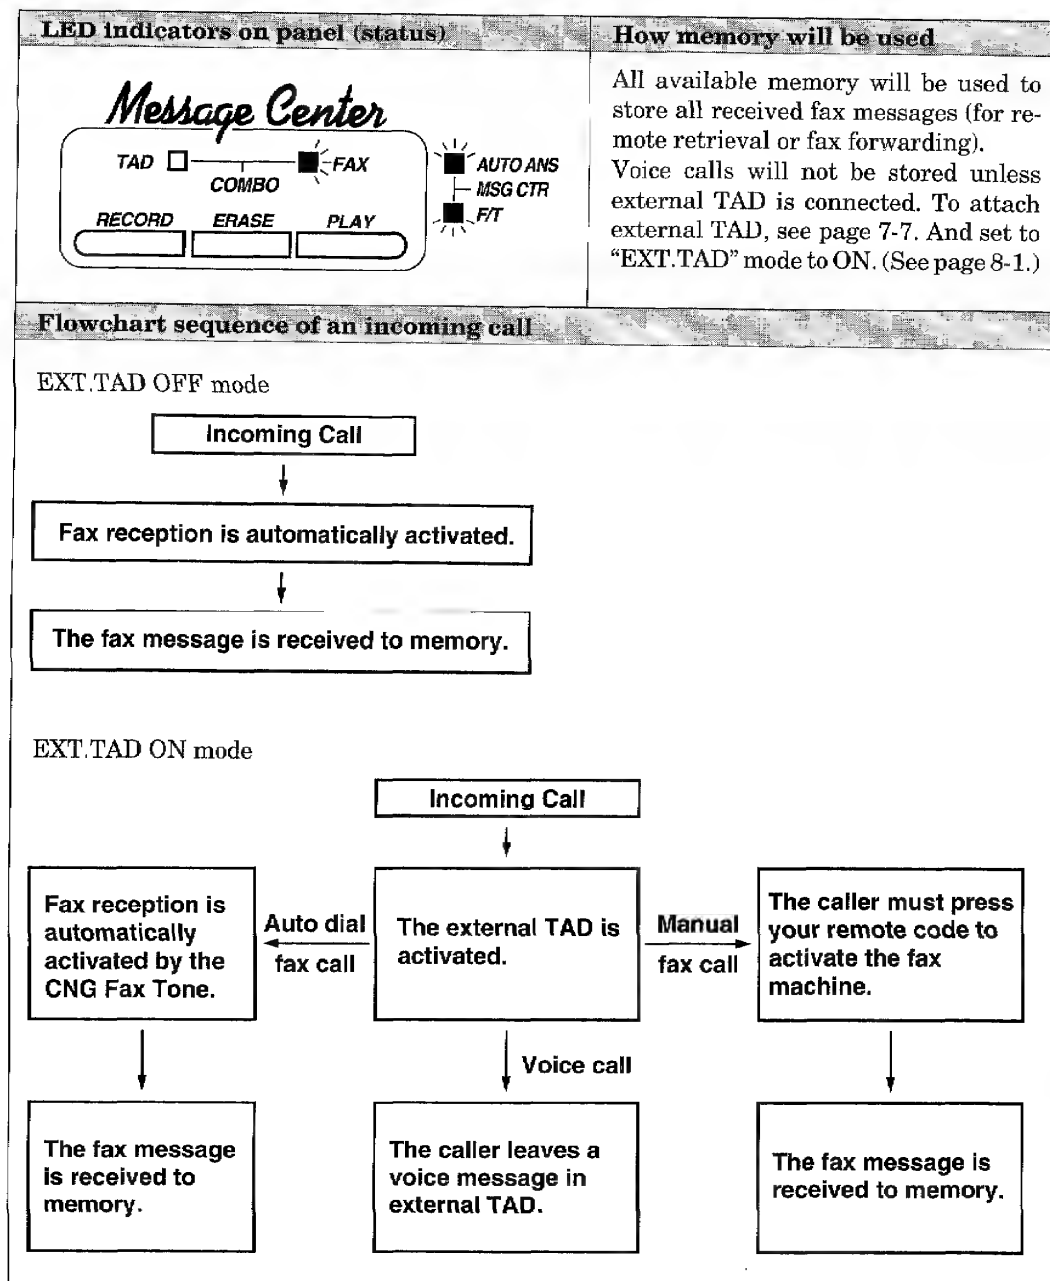 LED indicators on panel (status)
How memory will be used
Message Center
TAD
FAX
COMBO
RECORD
ERASE
PLAY
AUTO ANS
MSG CTR
F/T
All available memory will be used to
store all received fax messages (for re-
mote retrieval or fax forwarding).
Voice calls will not be stored unless
external TAD is connected. To attach
external TAD, see page 7-7. And set to
“EXT.TAD” mode to ON. (See page 8-1.)
Flowchart sequence of an incoming call
EXT.TAD OFF mode
Incoming Call
Fax reception is automatically activated.
The fax message is received to memory.
EXT.TAD ON mode
Incoming Call
Fax reception is
automatically
activated by the
CNG Fax Tone.
Auto dial
fax call
The external TAD is
activated.
Manual
fax call
The caller must press
your remote code to
activate the fax
machine.
Voice call
The fax message
is received to
memory.
The caller leaves a
voice message in
external TAD.
The fax message is
received to memory.